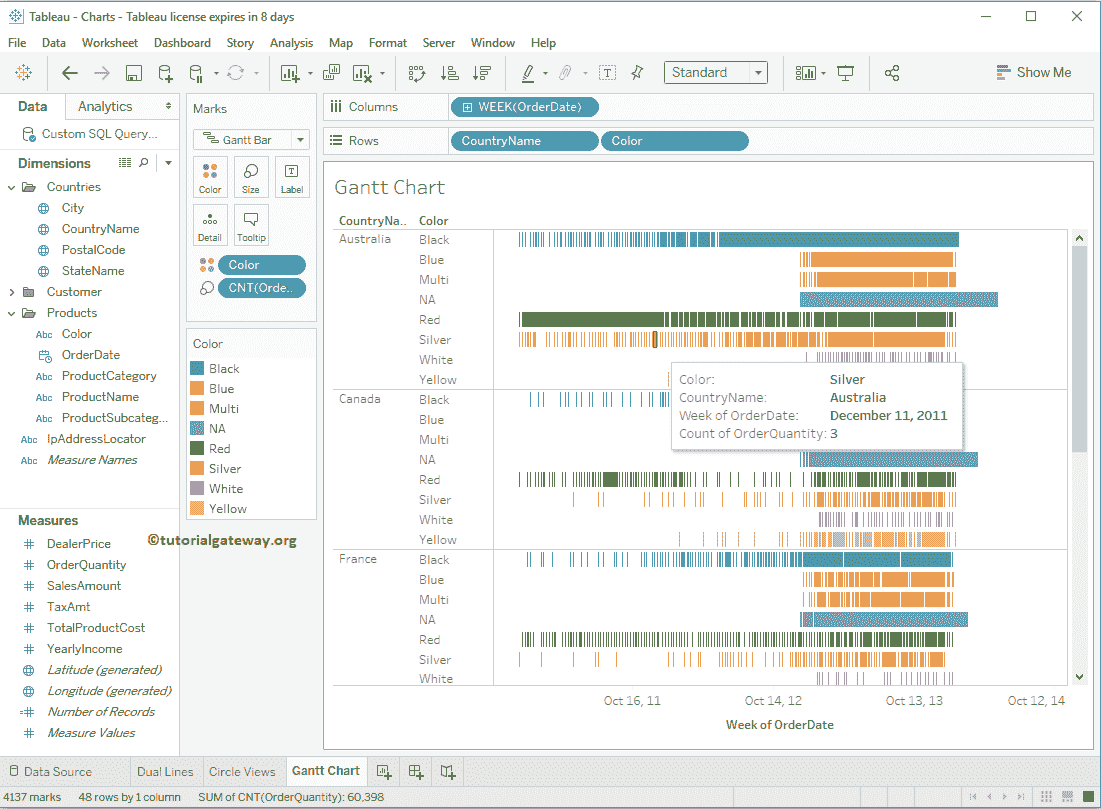 Tableau - Charts - Tableau license expires in 8 days
File Data Worksheet Dashboard Story Analysis Map Format Server Window Help
Standard
Show Me
Data Analytics
Custom SQL Query...
Dimensions
Countries
City
CountryName
PostalCode
StateName
Customer
Products
Abc Color
OrderDate
Abc ProductCategory
Abc ProductName
Abc ProductSubcateg...
Abc IpAddressLocator
Abc Measure Names
Measures
DealerPrice
OrderQuantity
SalesAmount
TaxAmt
TotalProductCost
YearlyIncome
Latitude (generated)
Longitude (generated)
Number of Records
Measure Values
Marks
Gantt Bar
Color Size Label
Detail Tooltip
Color
CNT(Orde..
Color
Black
Blue
Multi
NA
Red
Silver
White
Yellow
©tutorialgateway.org
Columns WEEK(OrderDate)
Rows CountryName Color
Gantt Chart
CountryNa.. Color
Australia Black
Blue
Multi
NA
Red
Silver
White
Yellow
Color: Silver
CountryName: Australia
Week of OrderDate: December 11, 2011
Count of OrderQuantity: 3
Canada Black
Blue
Multi
NA
Red
Silver
White
Yellow
France Black
Blue
Multi
NA
Red
Silver
White
Oct 16, 11 Oct 14, 12 Oct 13, 13 Oct 12, 14
Week of OrderDate
Data Source Dual Lines Circle Views Gantt Chart
4137 marks 48 rows by 1 column SUM of CNT(OrderQuantity): 60,398